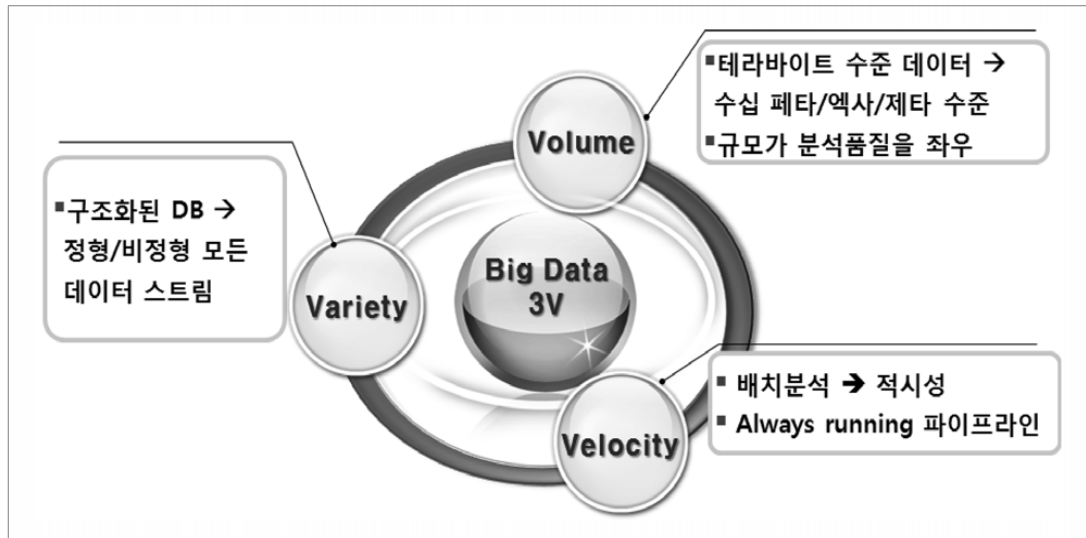 Volume
▪테라바이트 수준 데이터 →
수십 페타/엑사/제타 수준
▪규모가 분석품질을 좌우
▪구조화된 DB →
정형/비정형 모든
데이터 스트림
Variety
Big Data
3V
Velocity
▪ 배치분석 → 적시성
▪ Always running 파이프라인